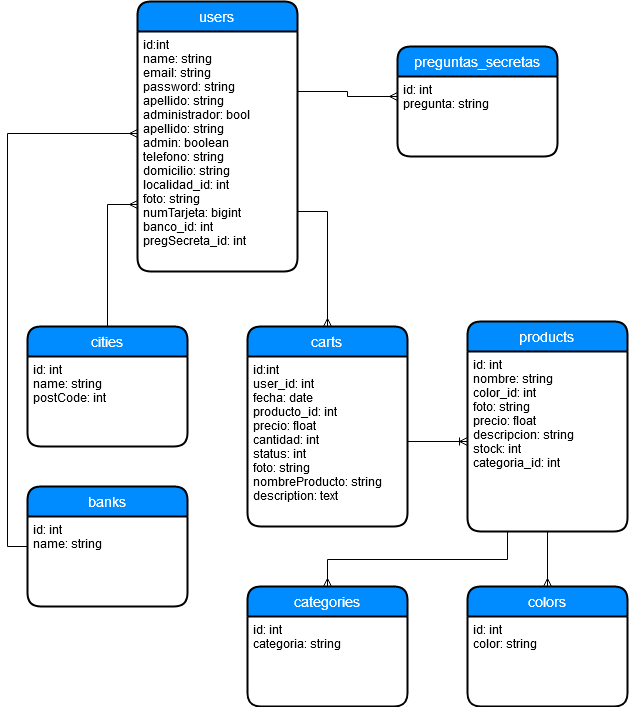 users
id:int
name: string
email: string
password: string
apellido: string
administrador: bool
apellido: string
admin: boolean
telefono: string
domicilio: string
localidad_id: int
foto: string
numTarjeta: bigint
banco_id: int
pregSecreta_id: int
preguntas_secretas
id: int
pregunta: string
cities
id: int
name: string
postCode: int
carts
id:int
user_id: int
fecha: date
producto_id: int
precio: float
cantidad: int
status: int
foto: string
nombreProducto: string
description: text
products
id: int
nombre: string
color_id: int
foto: string
precio: float
descripcion: string
stock: int
categoria_id: int
banks
id: int
name: string
categories
id: int
categoria: string
colors
id: int
color: string